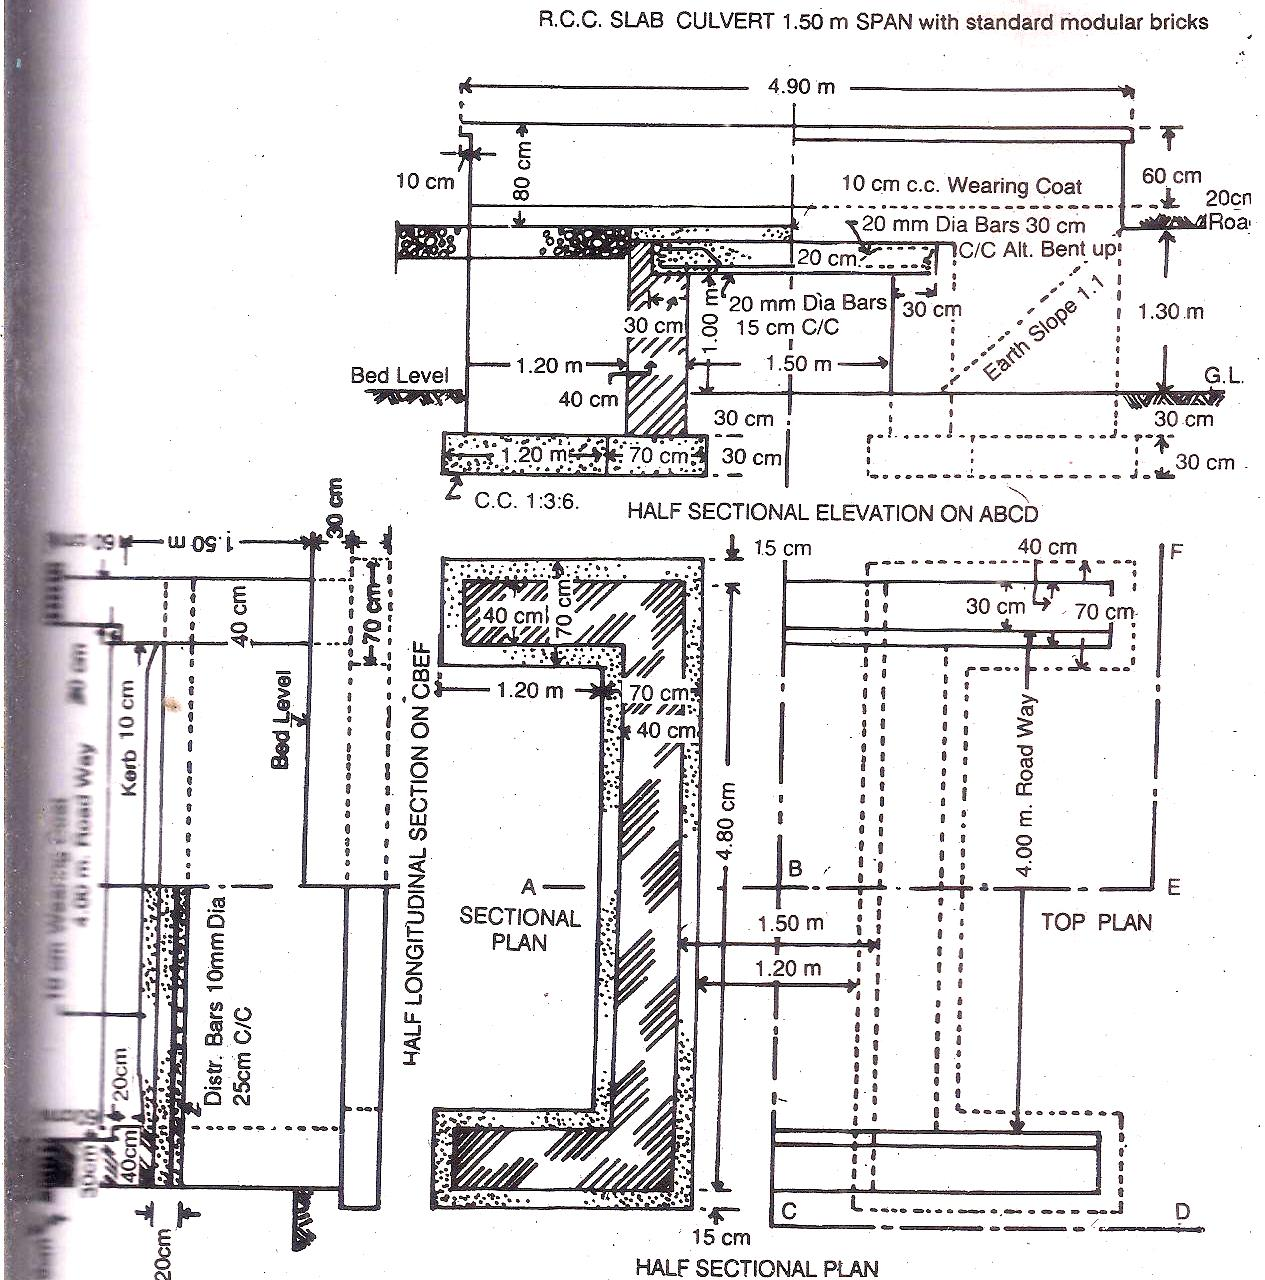 R.C.C. SLAB CULVERT 1.50 m SPAN with standard modular bricks
4.90 m
10 cm
80 cm
10 cm c.c. Wearing Coat
60 cm
20cm
Roa
20 mm Dia Bars 30 cm
C/C Alt. Bent up
20 cm
20 mm Dia Bars
15 cm C/C
30 cm
1.00 m
30 cm
Earth Slope 1.1
1.30 m
1.20 m
1.50 m
Bed Level
40 cm
G.L.
30 cm
30 cm
1.20 m
70 cm
30 cm
30 cm
C.C. 1:3:6.
HALF SECTIONAL ELEVATION ON ABCD
30 cm
1.50 m
40 cm
70 cm
Bed Level
Kerb 10 cm
4.00 m. Road Way
Distr. Bars 10mm Dia
25cm C/C
20cm
40cm
30cm
20cm
HALF LONGITUDINAL SECTION ON CBEF
15 cm
40 cm
70 cm
1.20 m
70 cm
40 cm
4.80 cm
A
SECTIONAL
PLAN
40 cm
F
30 cm
70 cm
4.00 m. Road Way
B
E
1.50 m
TOP PLAN
1.20 m
C
D
15 cm
HALF SECTIONAL PLAN